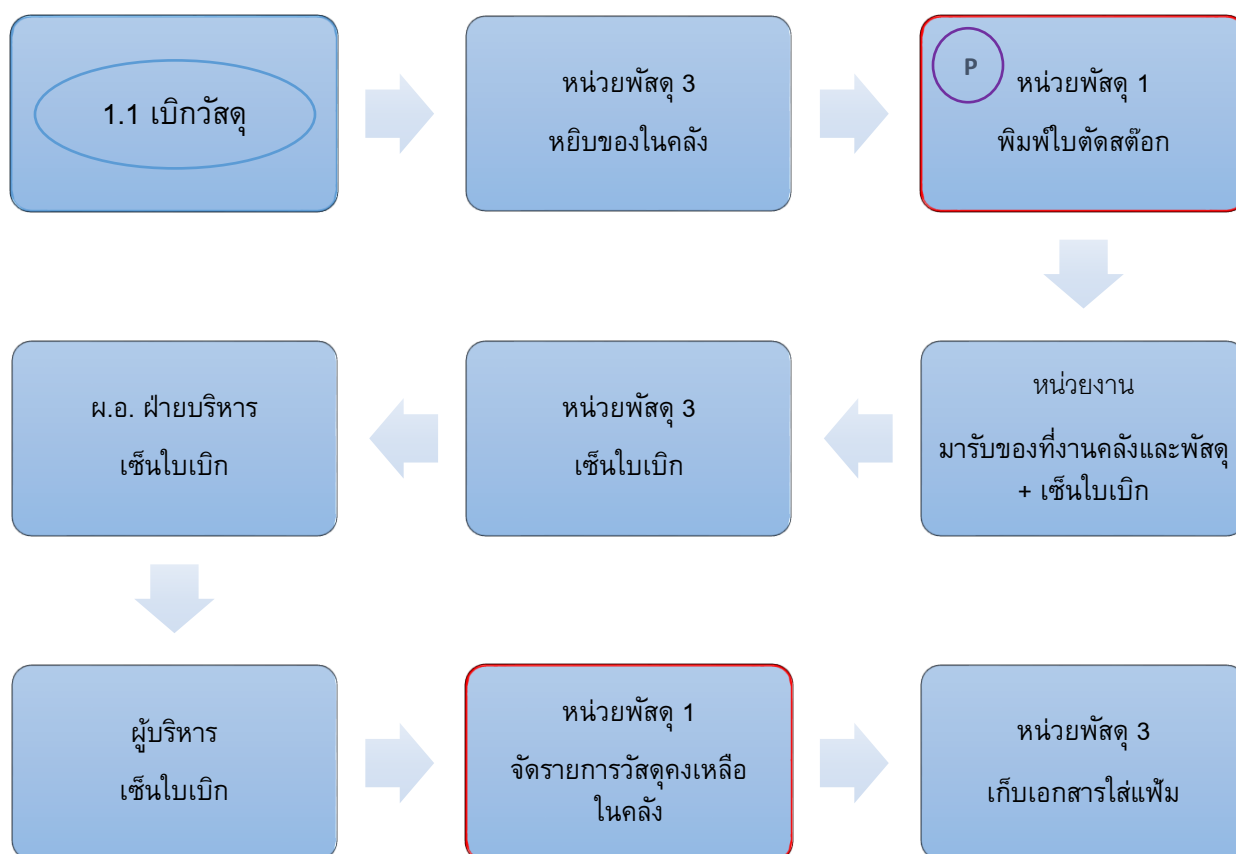 1.1 เบิกวัสดุ
หน่วยพัสดุ 3
หยิบของในคลัง
P
หน่วยพัสดุ 1
พิมพ์ใบตัดสต๊อก
หน่วยงาน
มารับของที่งานคลังและพัสดุ
+ เซ็นใบเบิก
หน่วยพัสดุ 3
เซ็นใบเบิก
ผ.อ. ฝ่ายบริหาร
เซ็นใบเบิก
ผู้บริหาร
เซ็นใบเบิก
หน่วยพัสดุ 1
จัดรายการวัสดุคงเหลือ
ในคลัง
หน่วยพัสดุ 3
เก็บเอกสารใส่แฟ้ม